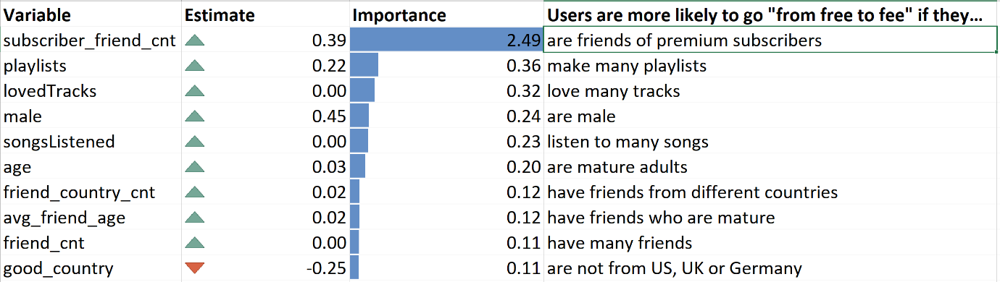 Variable Estimate Importance Users are more likely to go "from free to fee" if they...
subscriber_friend_cnt 0.39 2.49 are friends of premium subscribers
playlists 0.22 0.36 make many playlists
lovedTracks 0.00 0.32 love many tracks
male 0.45 0.24 are male
songsListened 0.00 0.23 listen to many songs
age 0.03 0.20 are mature adults
friend_country_cnt 0.02 0.12 have friends from different countries
avg_friend_age 0.02 0.12 have friends who are mature
friend_cnt 0.00 0.11 have many friends
good_country -0.25 0.11 are not from US, UK or Germany